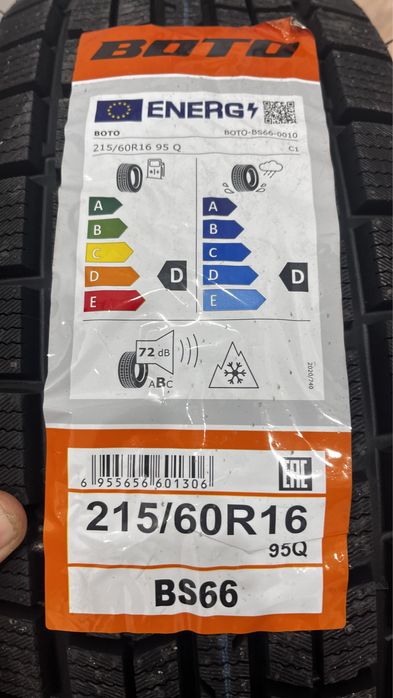 BOTO
ENERG
BOTO BOTO-BS66-0010
215/60R16 95 Q C1
A A
B B
C C
D D D D
E E
72 dB
ABC
2020/740
6 955656 601306
EAC
215/60R16
95Q
BS66